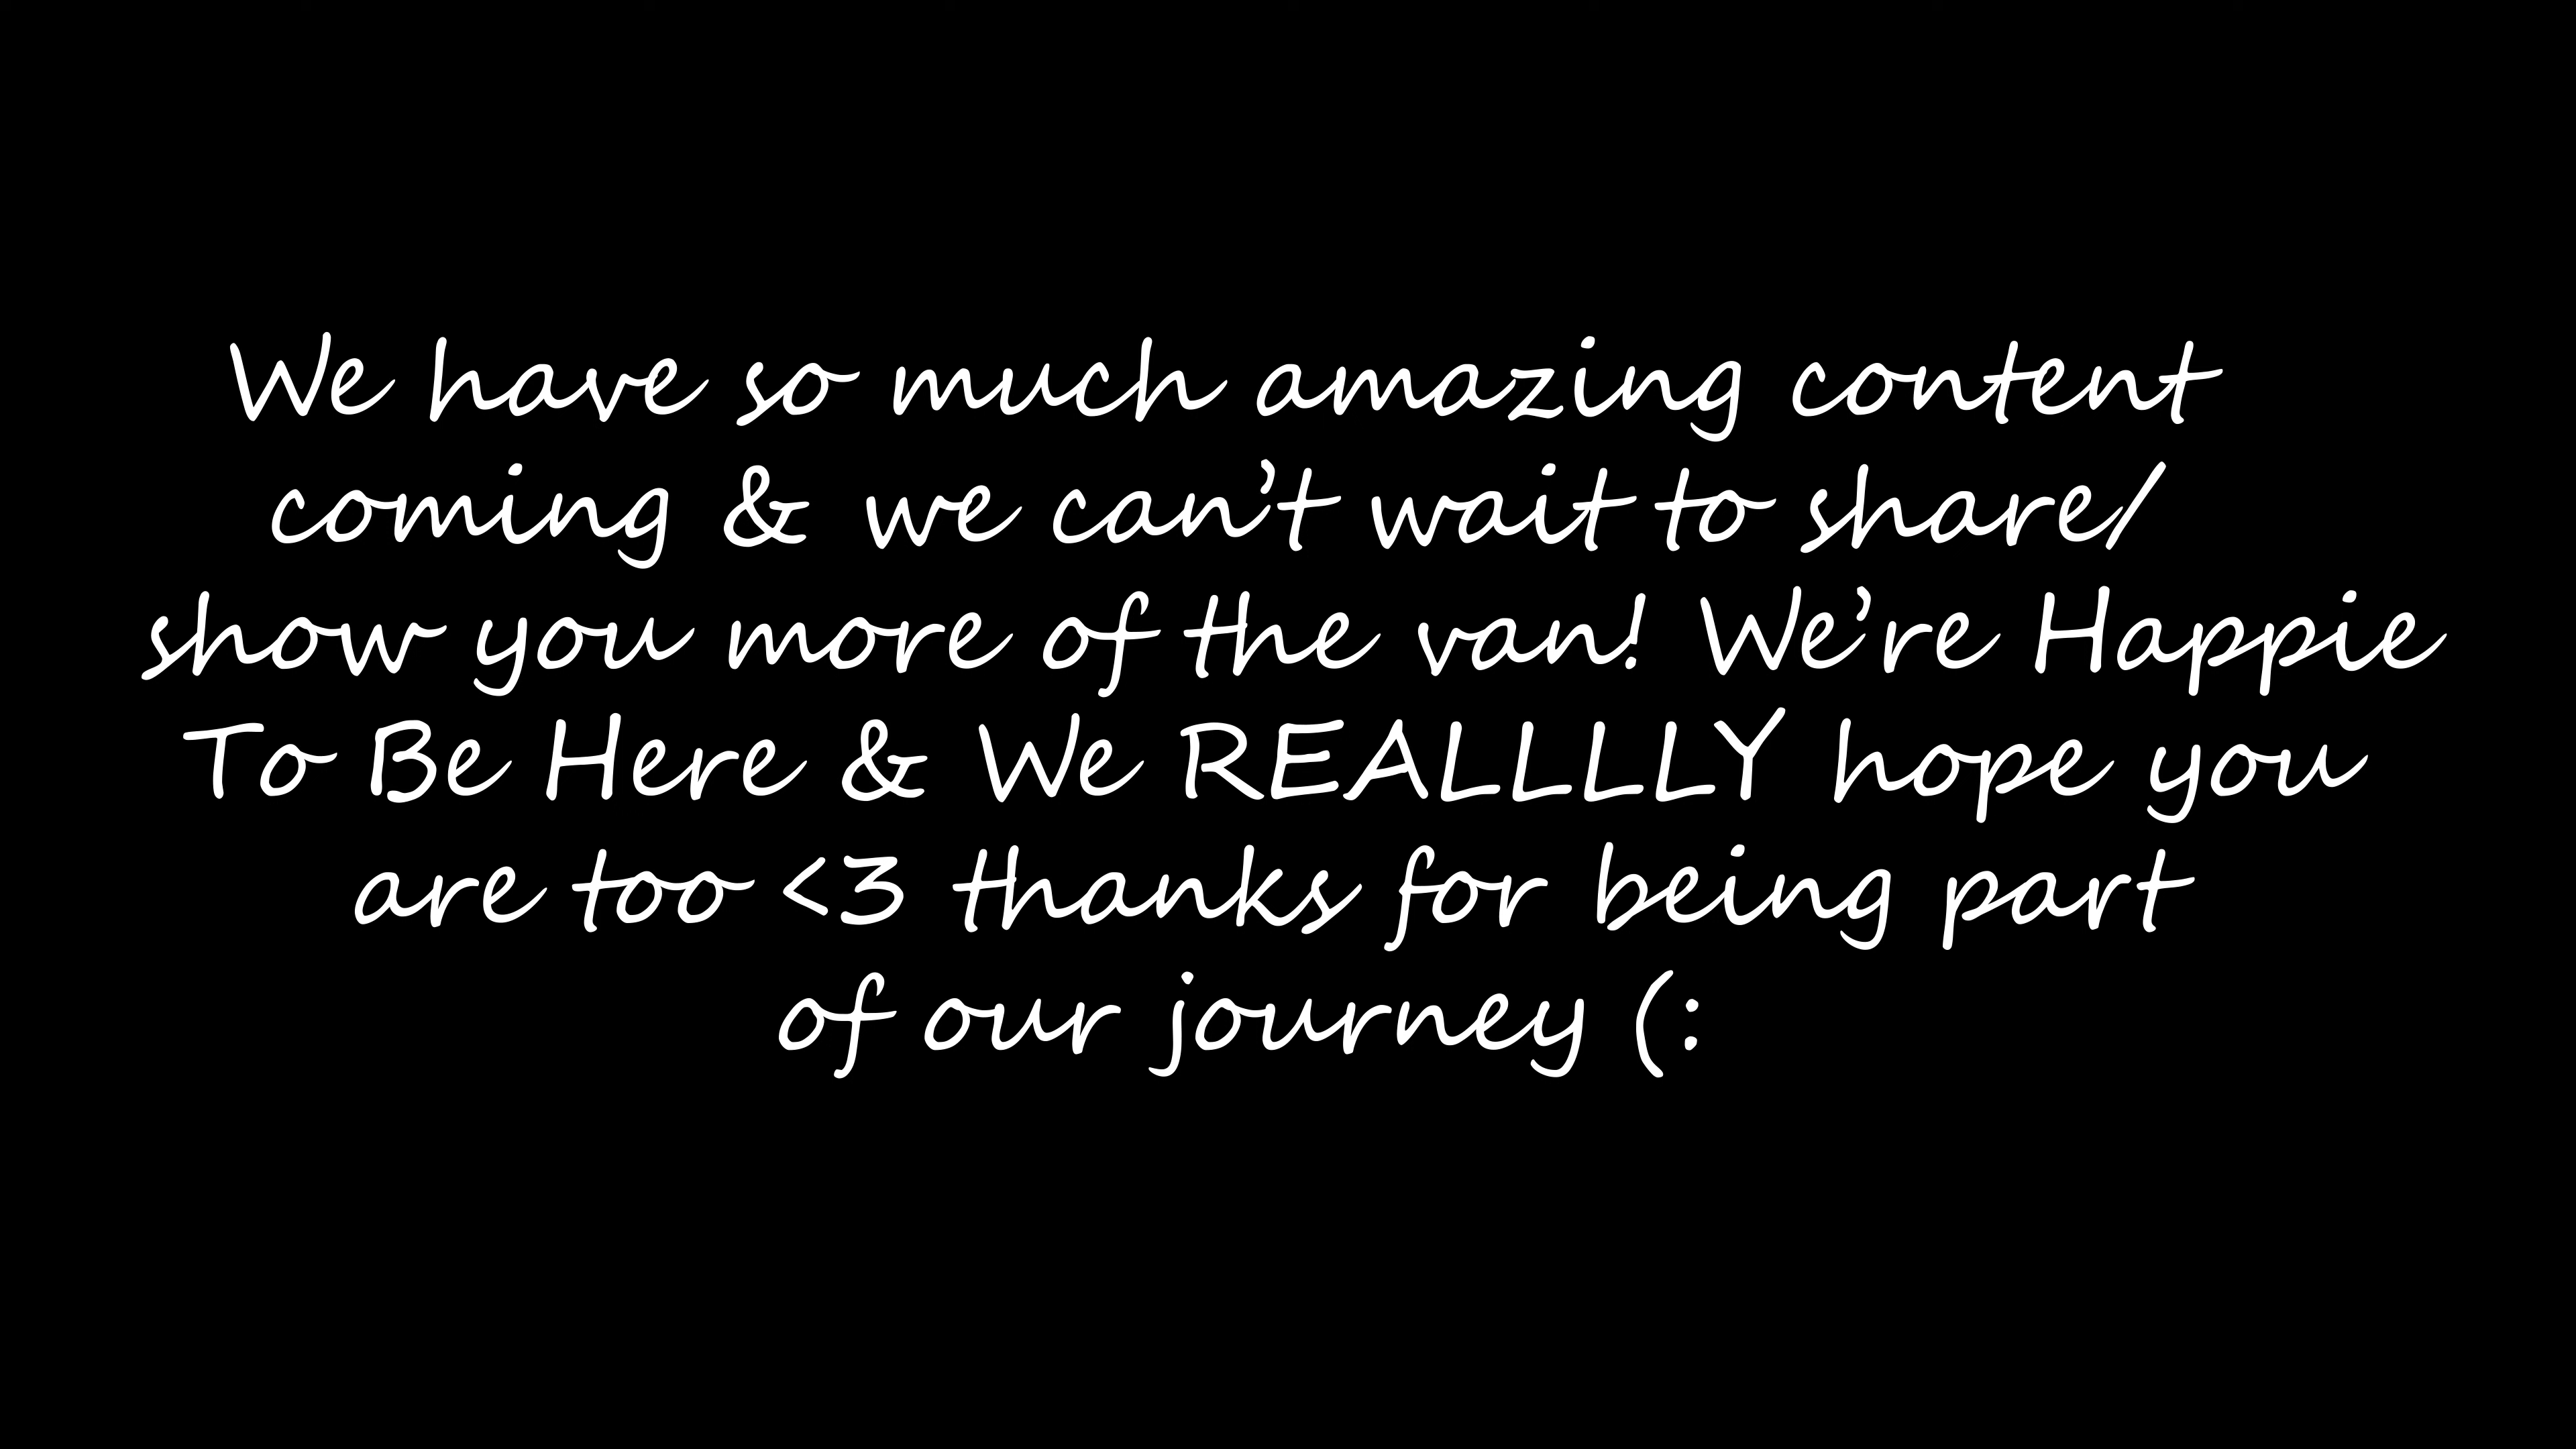 We have so much amazing content
coming & we can't wait to share/
show you more of the van! We're Happie
To Be Here & We REALLLLY hope you
are too <3 thanks for being part
of our journey (: